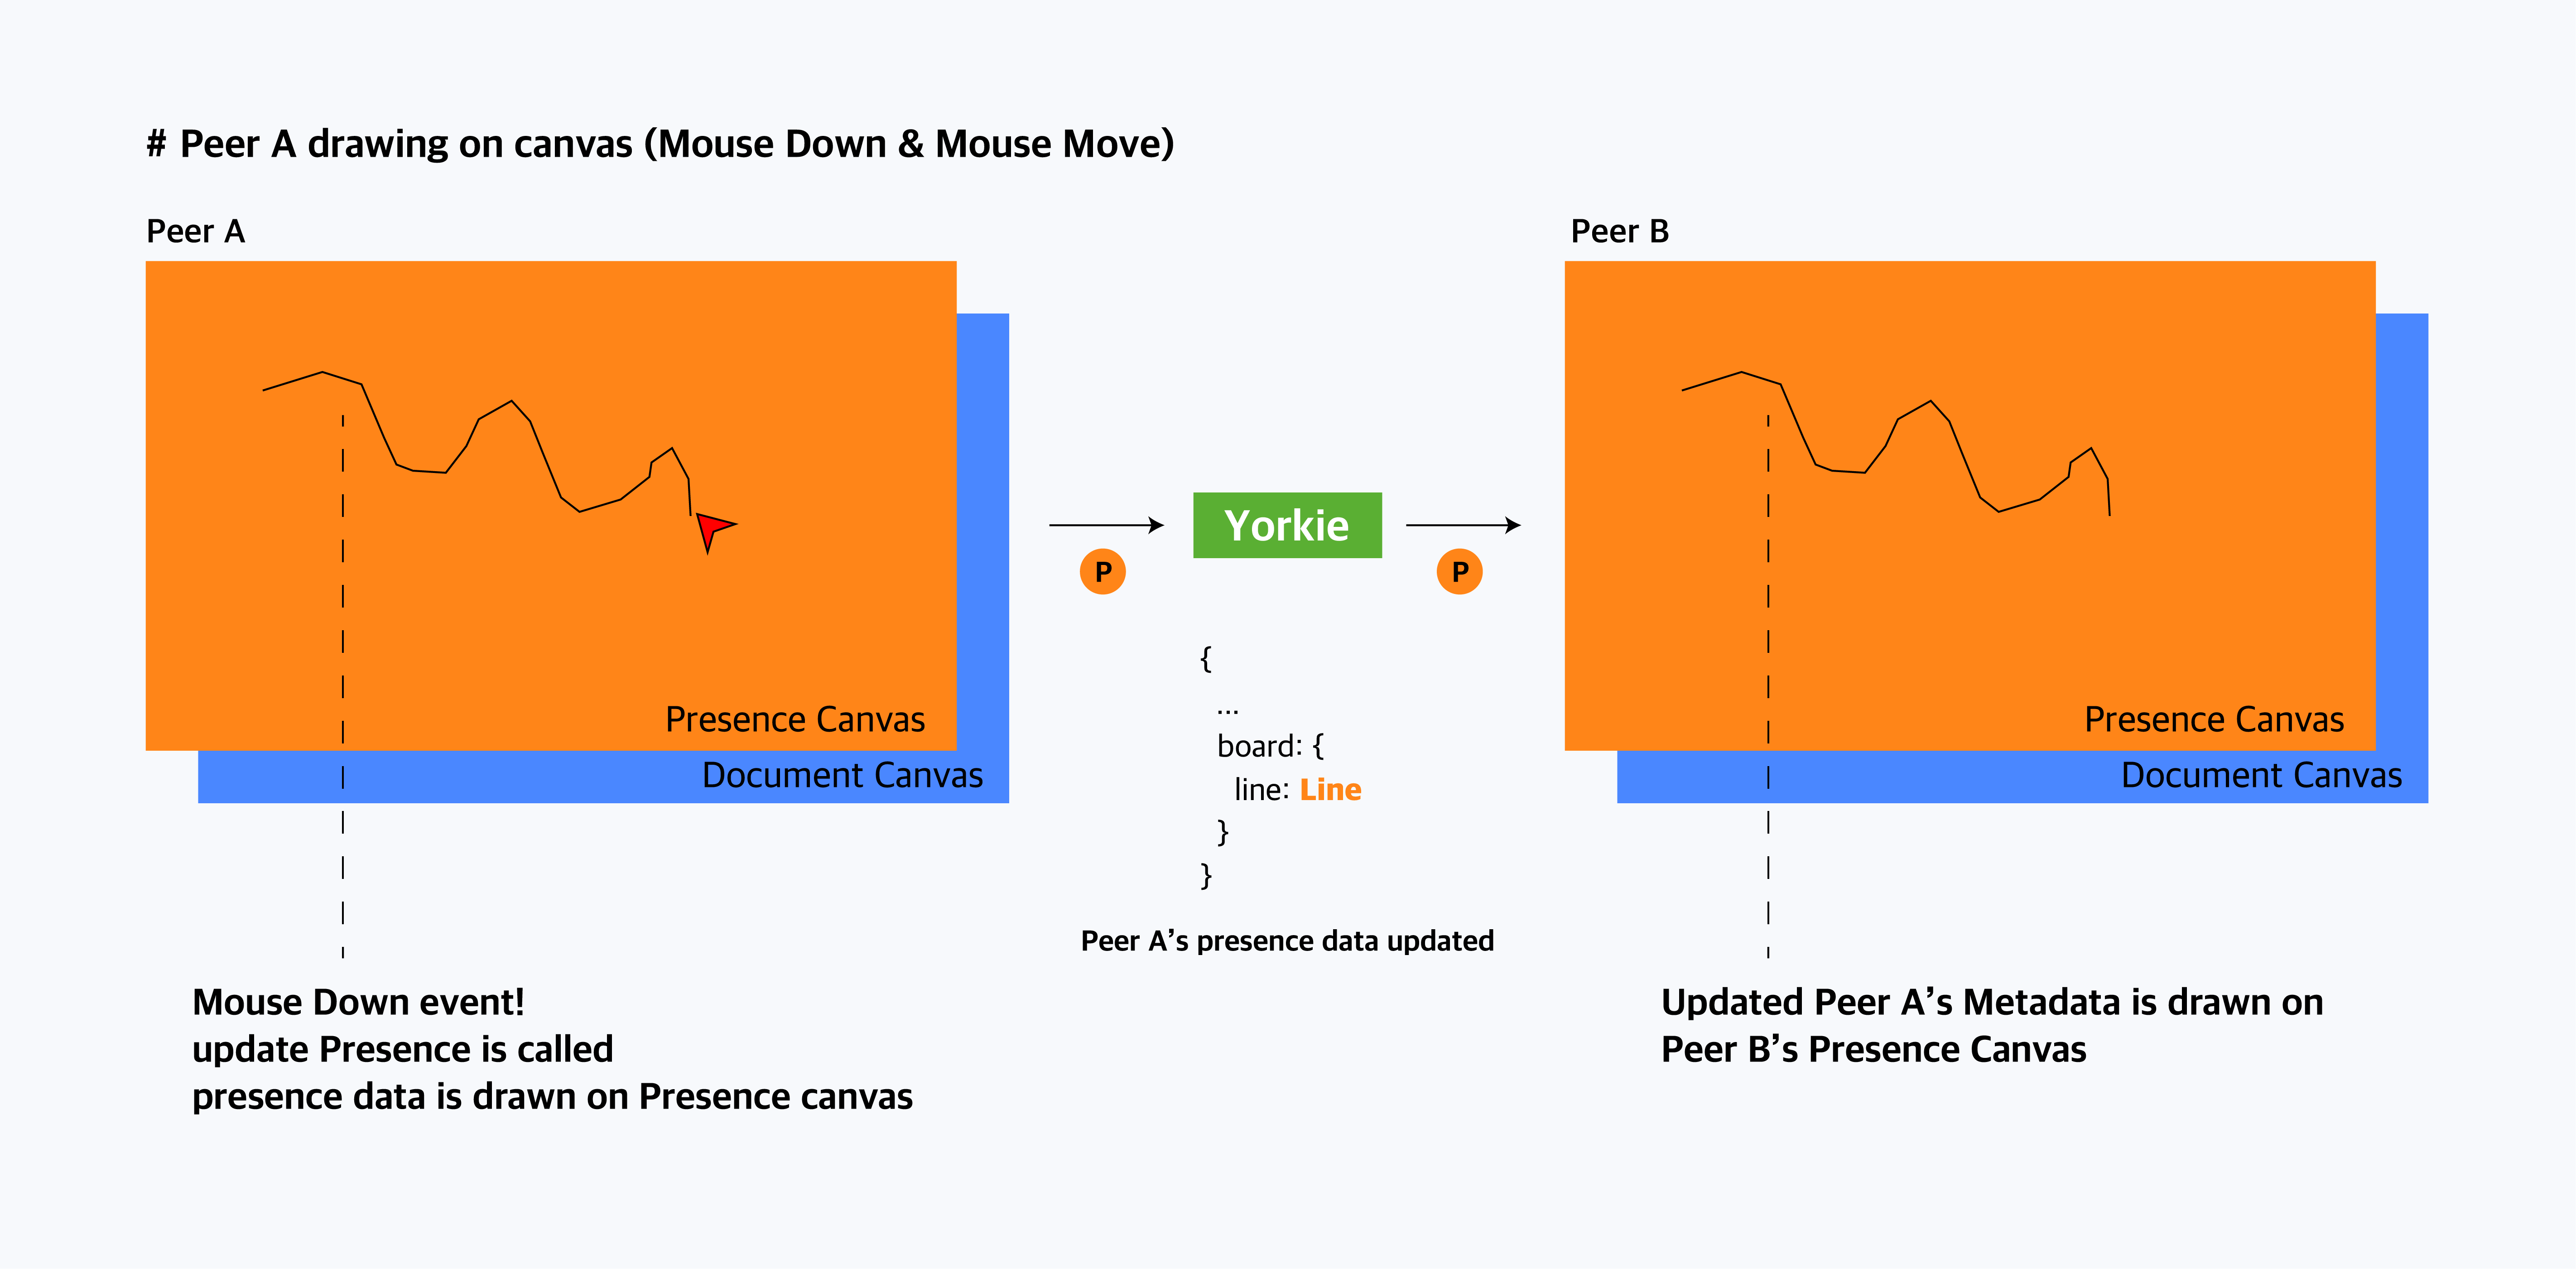 # Peer A drawing on canvas (Mouse Down & Mouse Move)
Peer A
Presence Canvas
Document Canvas
Mouse Down event!
update Presence is called
presence data is drawn on Presence canvas
P
Yorkie
P
{
...
board: {
line: Line
}
}
Peer A’s presence data updated
Peer B
Presence Canvas
Document Canvas
Updated Peer A’s Metadata is drawn on
Peer B’s Presence Canvas